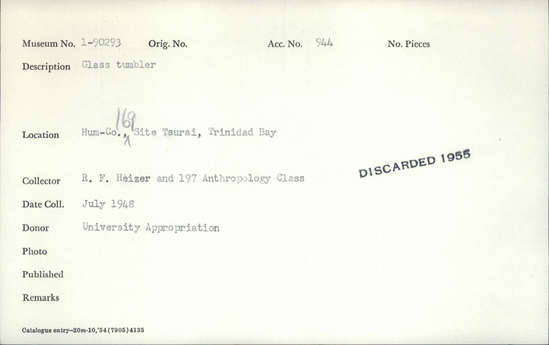 Museum No. 1-90293 Orig. No. Acc. No. 944 No. Pieces
Description Glass tumbler
169
Location Hum-Co., ^ Site Tsurai, Trinidad Bay
DISCARDED 1955
Collector R. F. Heizer and 197 Anthropology Class
Date Coll. July 1948
Donor University Appropriation
Photo
Published
Remarks
Catalogue entry—20m-10,'54(7905)4135